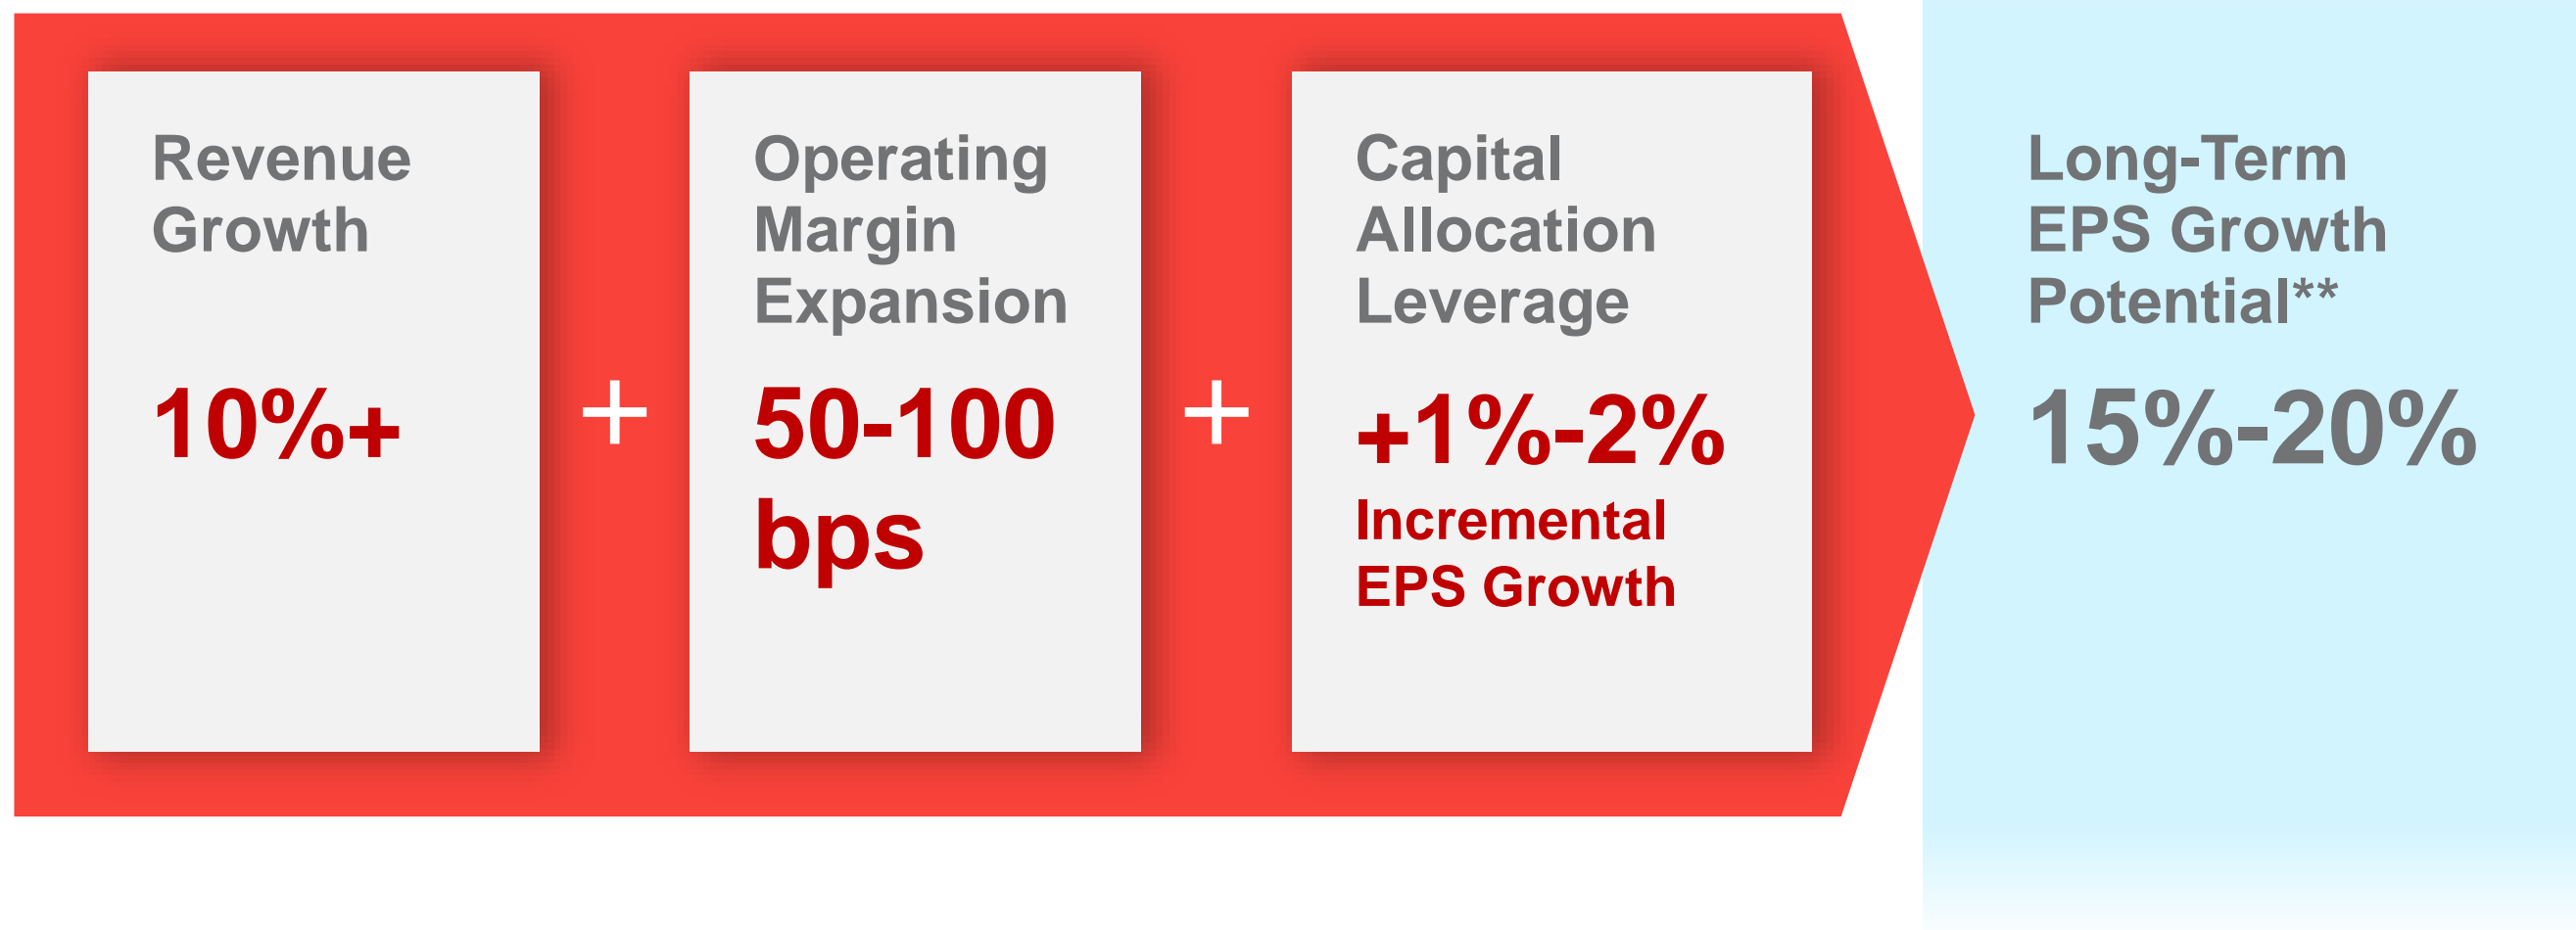 Revenue
Growth
10%+
+
Operating
Margin
Expansion
50-100
bps
+
Capital
Allocation
Leverage
+1%-2%
Incremental
EPS Growth
Long-Term
EPS Growth
Potential**
15%-20%